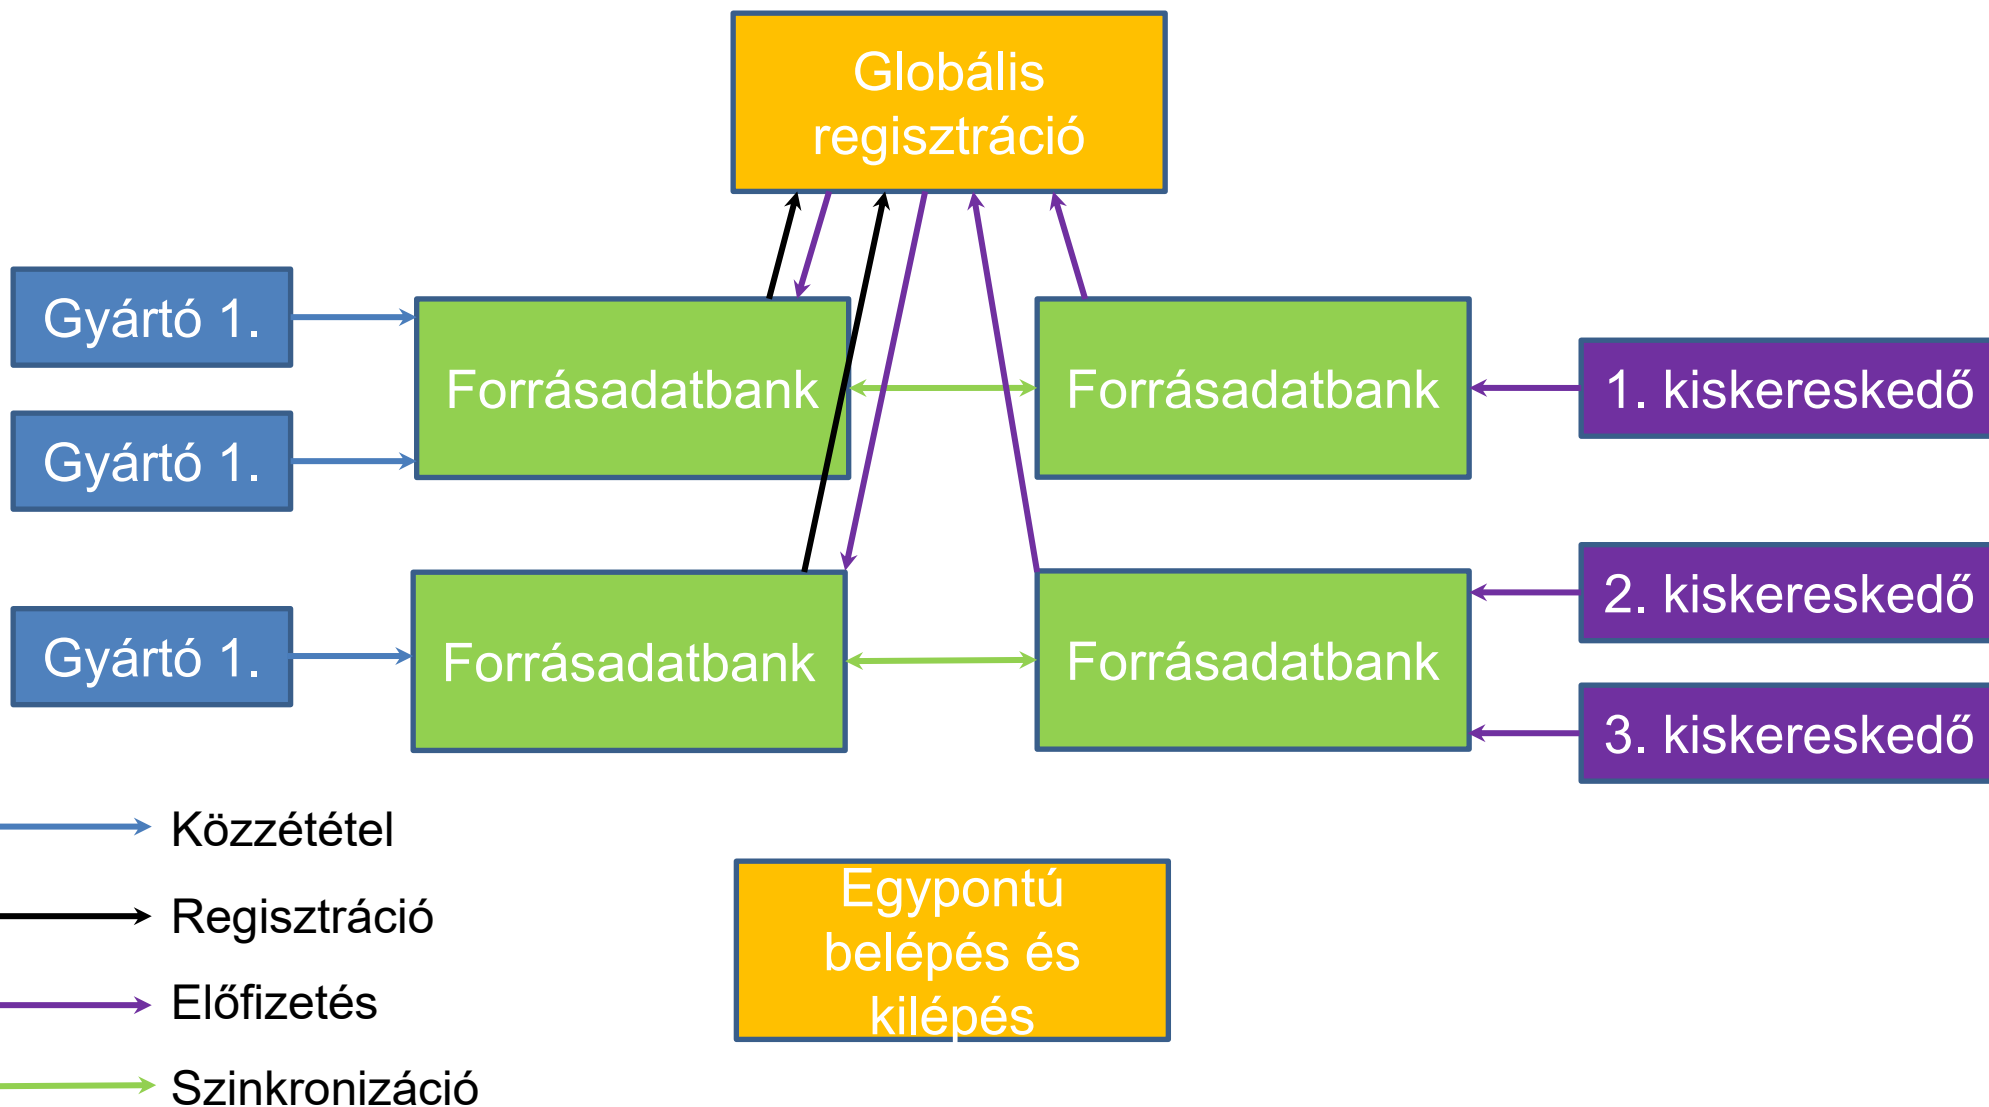 Globális
regisztráció
Gyártó 1.
Forrásadatbank
Forrásadatbank
1. kiskereskedő
Gyártó 1.
Gyártó 1.
Forrásadatbank
Forrásadatbank
2. kiskereskedő
3. kiskereskedő
Közzététel
Regisztráció
Előfizetés
Szinkronizáció
Egypontú
belépés és
kilépés